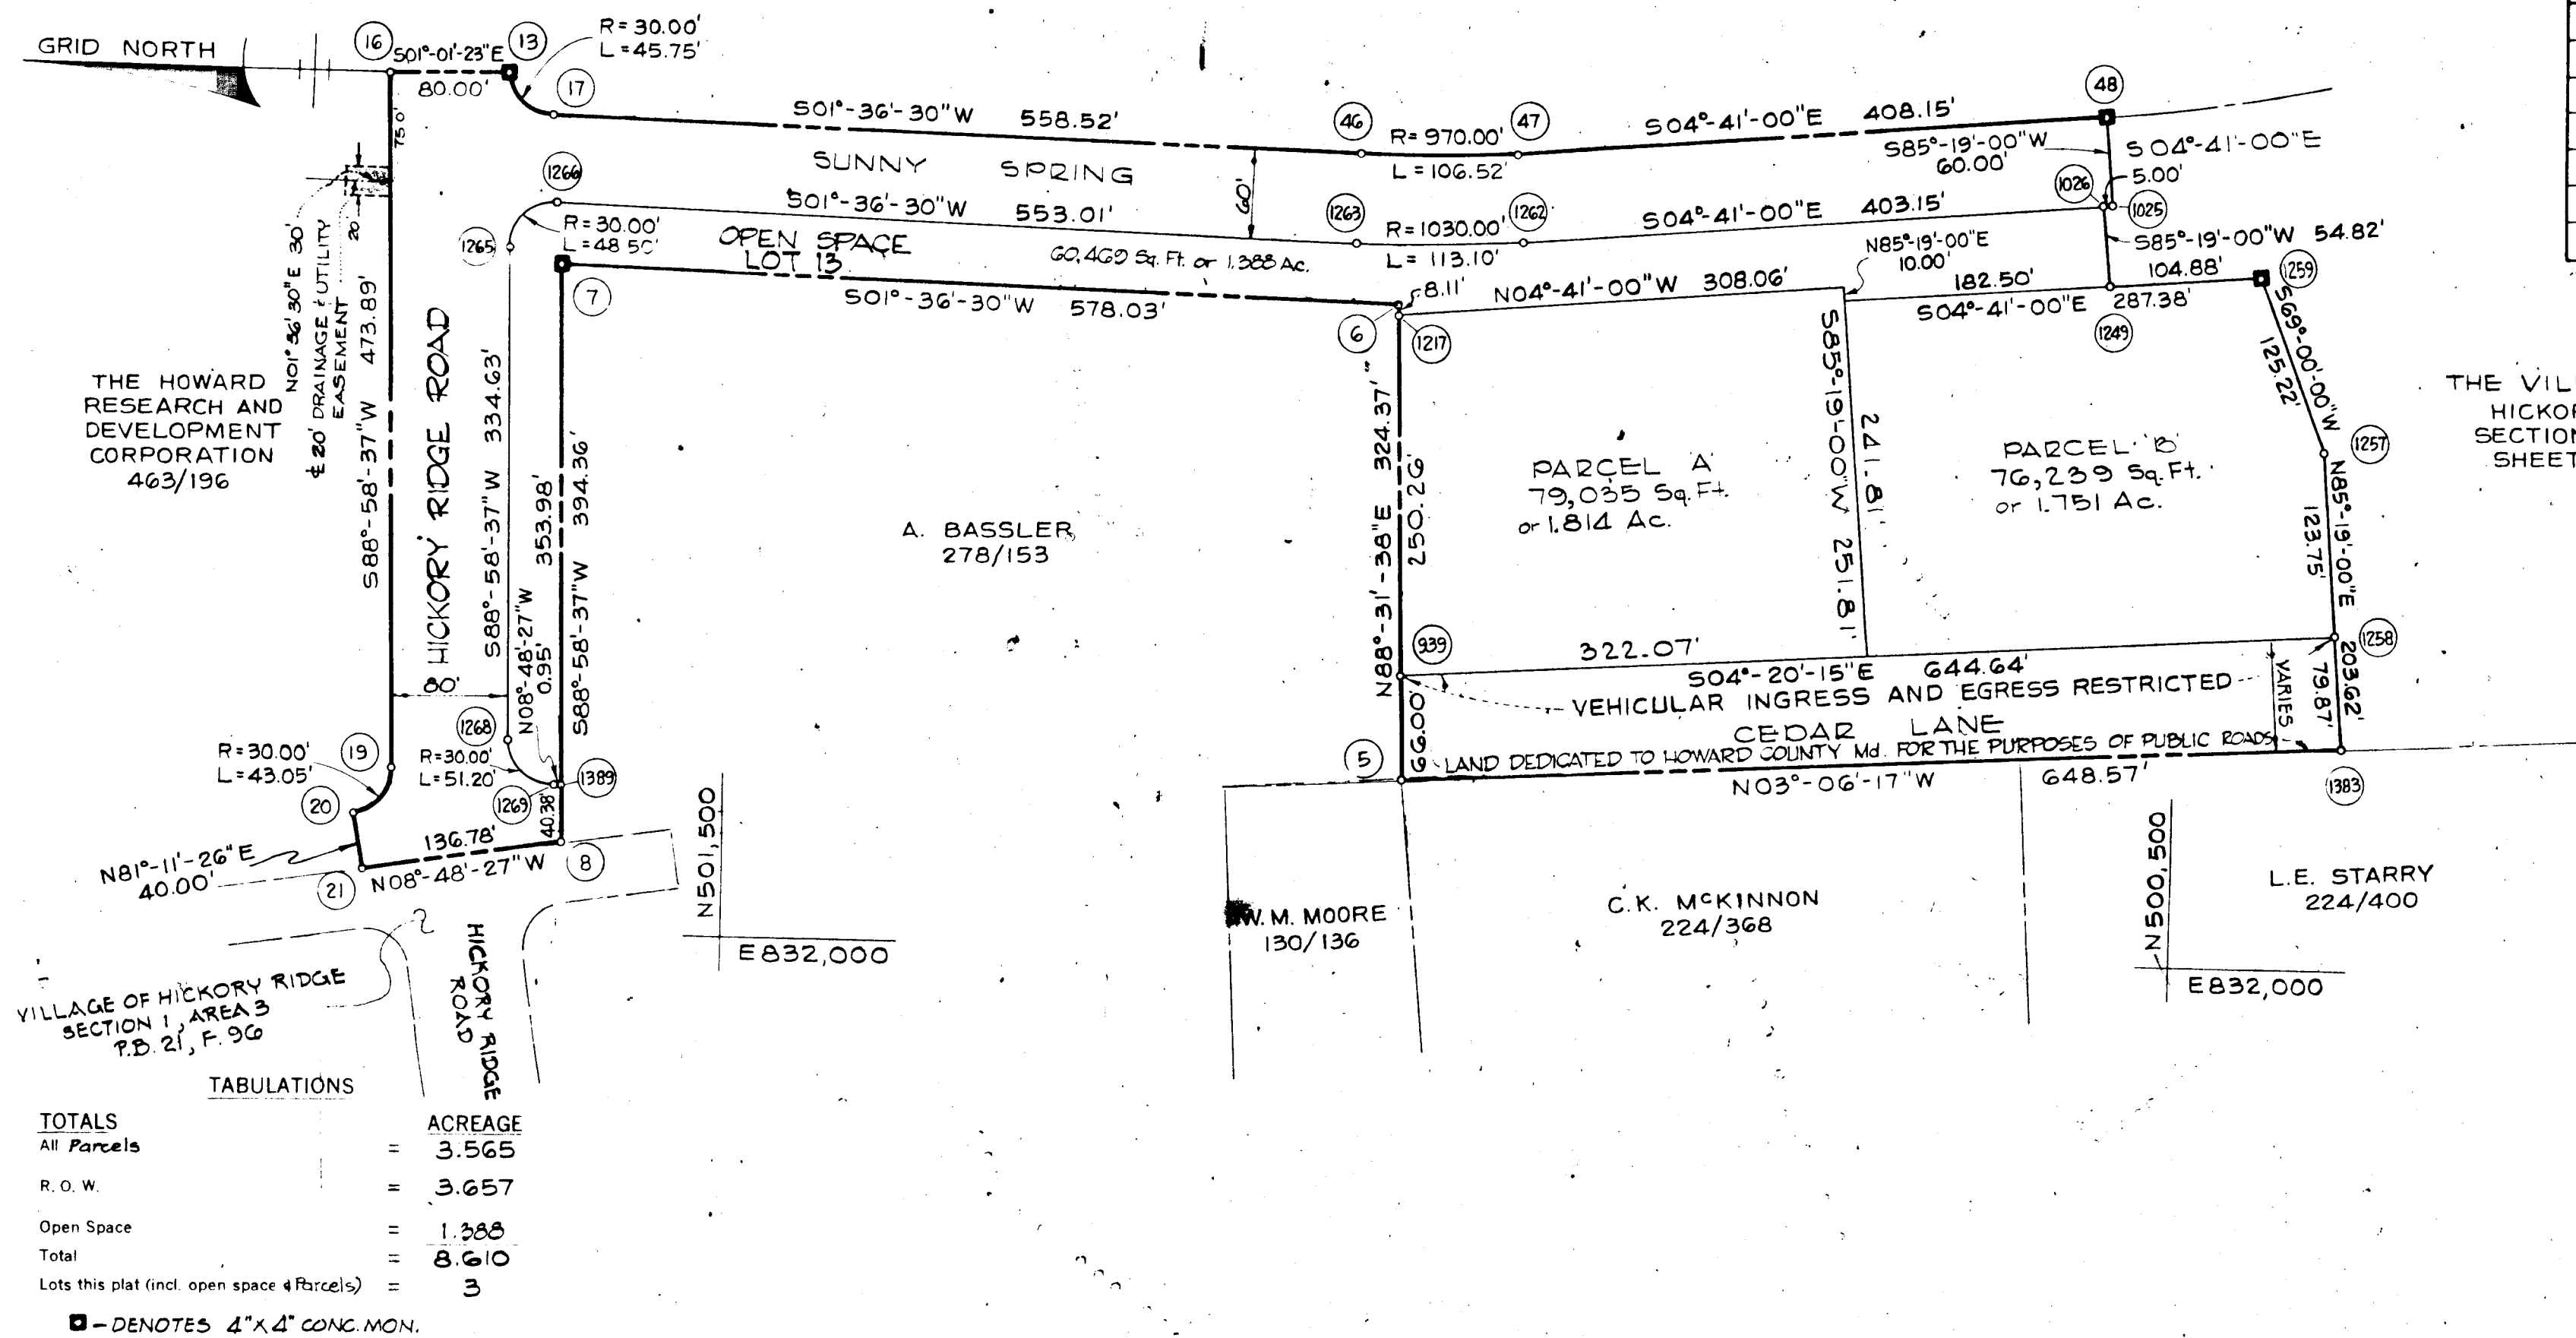 GRID NORTH
16
S01°-01'-23"E
80.00'
13
R=30.00'
L=45.75'
17
S01°-36'-30"W 558.52'
46
R=970.00'
L=106.52'
47
S04°-41'-00"E 408.15'
48
S85°-19'-00"W
60.00'
S04°-41'-00"E
5.00'
1026
1025
SUNNY SPRING
60'
1266
S01°-36'-30"W 553.01'
1263
R=1030.00'
L=113.10'
1262
S04°-41'-00"E 403.15'
R=30.00'
1265
OPEN SPACE
LOT 13
60,469 Sq. Ft. or 1.388 Ac.
N85°-19'-00"E
10.00'
S85°-19'-00"W 54.82'
7
S01°-36'-30"W 578.03'
8.11'
N04°-41'-00"W 308.06'
182.50'
104.88'
S04°-41'-00"E 287.38'
1259
6
1217
1249
S69°-00'-00"W
125.22'
1257
N85°-19'-00"E
123.75'
1258
203.62'
79.87'
VARIES
75.0'
20
N01°36'30"E 30'
℄ 20' DRAINAGE & UTILITY
EASEMENT
S88°-58'-37"W 473.89'
THE HOWARD
RESEARCH AND
DEVELOPMENT
CORPORATION
463/196
HICKORY RIDGE ROAD
80'
S88°-58'-37"W 334.63'
N08°-48'-27"W
0.95'
353.98'
S88°-58'-37"W 394.36'
A. BASSLER
278/153
N88°-31'-38"E 324.37'
250.26'
66.00'
PARCEL 'A'
79,035 Sq.Ft.
or 1.814 Ac.
S85°-19'-00"W 251.81'
241.81'
PARCEL 'B'
76,239 Sq.Ft.
or 1.751 Ac.
THE VIL
HICKO
SECTION
SHEET
939
322.07'
S04°-20'-15"E 644.64'
VEHICULAR INGRESS AND EGRESS RESTRICTED
CEDAR LANE
LAND DEDICATED TO HOWARD COUNTY Md. FOR THE PURPOSES OF PUBLIC ROADS
5
N03°-06'-17"W 648.57'
1383
19
R=30.00'
L=43.05'
20
1268
R=30.00'
L=51.20'
1269
1389
40.38'
136.78'
N08°-48'-27"W
8
21
N81°-11'-26"E
40.00'
N501,500
E832,000
W. M. MOORE
130/136
C.K. McKINNON
224/368
N500,500
E832,000
L.E. STARRY
224/400
HICKORY RIDGE
ROAD
VILLAGE OF HICKORY RIDGE
SECTION 1, AREA 3
P.B. 21, F. 96
TABULATIONS
TOTALS ACREAGE
All Parcels = 3.565
R. O. W. = 3.657
Open Space = 1.388
Total = 8.610
Lots this plat (incl. open space & Parcels) = 3
- DENOTES 4"X4" CONC. MON.